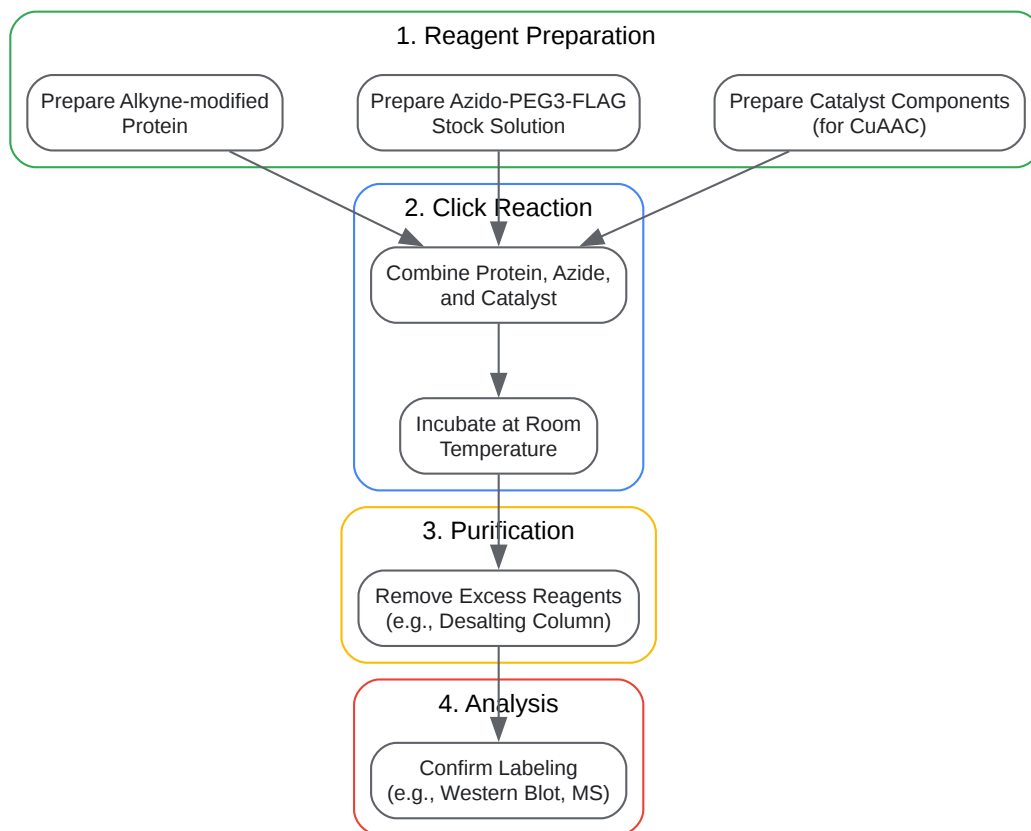 1. Reagent Preparation
Prepare Alkyne-modified
Protein
Prepare Azido-PEG3-FLAG
Stock Solution
Prepare Catalyst Components
(for CuAAC)
2. Click Reaction
Combine Protein, Azide,
and Catalyst
Incubate at Room
Temperature
3. Purification
Remove Excess Reagents
(e.g., Desalting Column)
4. Analysis
Confirm Labeling
(e.g., Western Blot, MS)